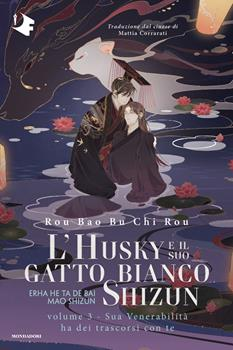 Traduzione dal cinese di
Mattia Corrurati
Rou Bao Bu Chi Rou
L'HUSKY E IL SUO
GATTO BIANCO
ERHA HE TA DE BAI
MAO SHIZUN
SHIZUN
volume 3 - Sua Venerabilità
ha dei trascorsi con te
MONDADORI